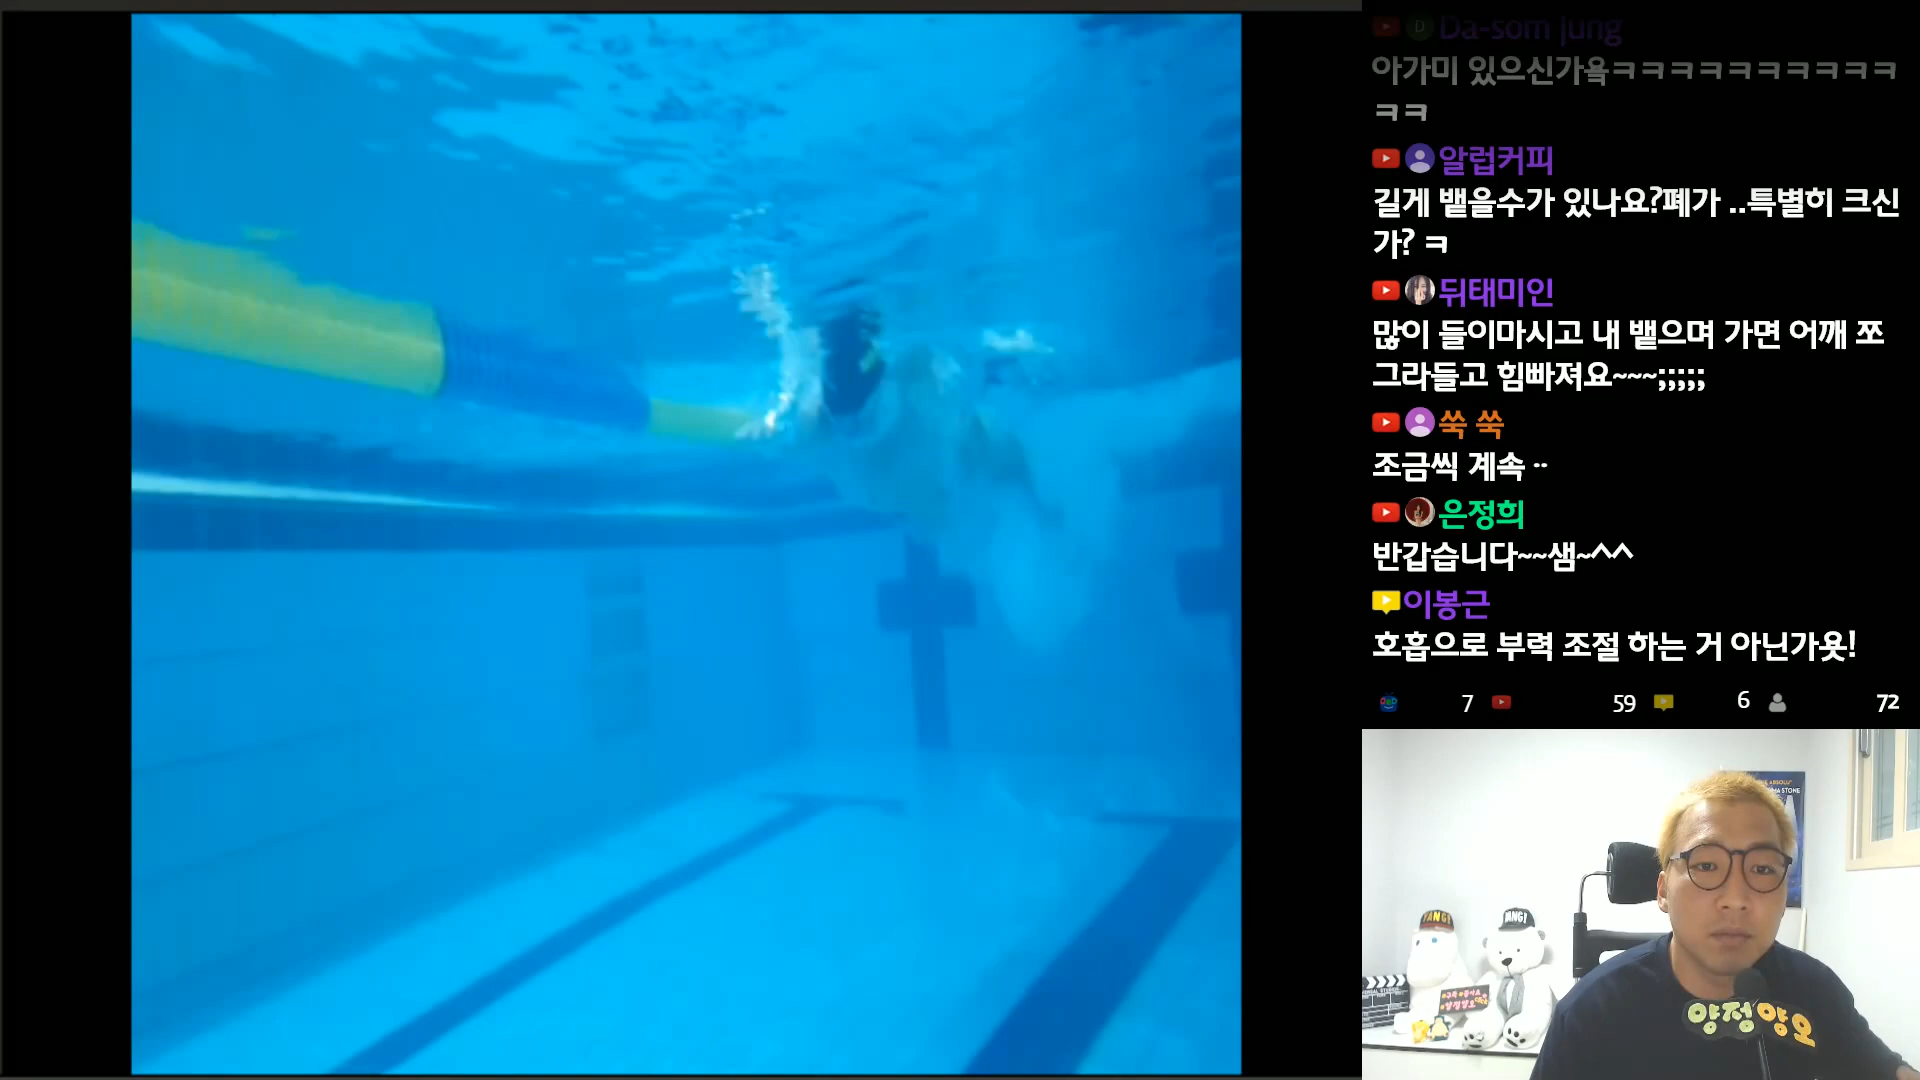 D Da-som jung
아가미 있으신가욬ㅋㅋㅋㅋㅋㅋㅋㅋㅋㅋ
ㅋㅋ
알럽커피
길게 뱉을수가 있나요?폐가 ..특별히 크신
가? ㅋ
뒤태미인
많이 들이마시고 내 뱉으며 가면 어깨 쪼
그라들고 힘빠져요~~~;;;;;
쑥 쑥
조금씩 계속 ··
은정희
반갑습니다~~샘~^^
이봉근
호흡으로 부력 조절 하는 거 아닌가욧!
7 59 6 72
YANG!
YANG!
양정양오